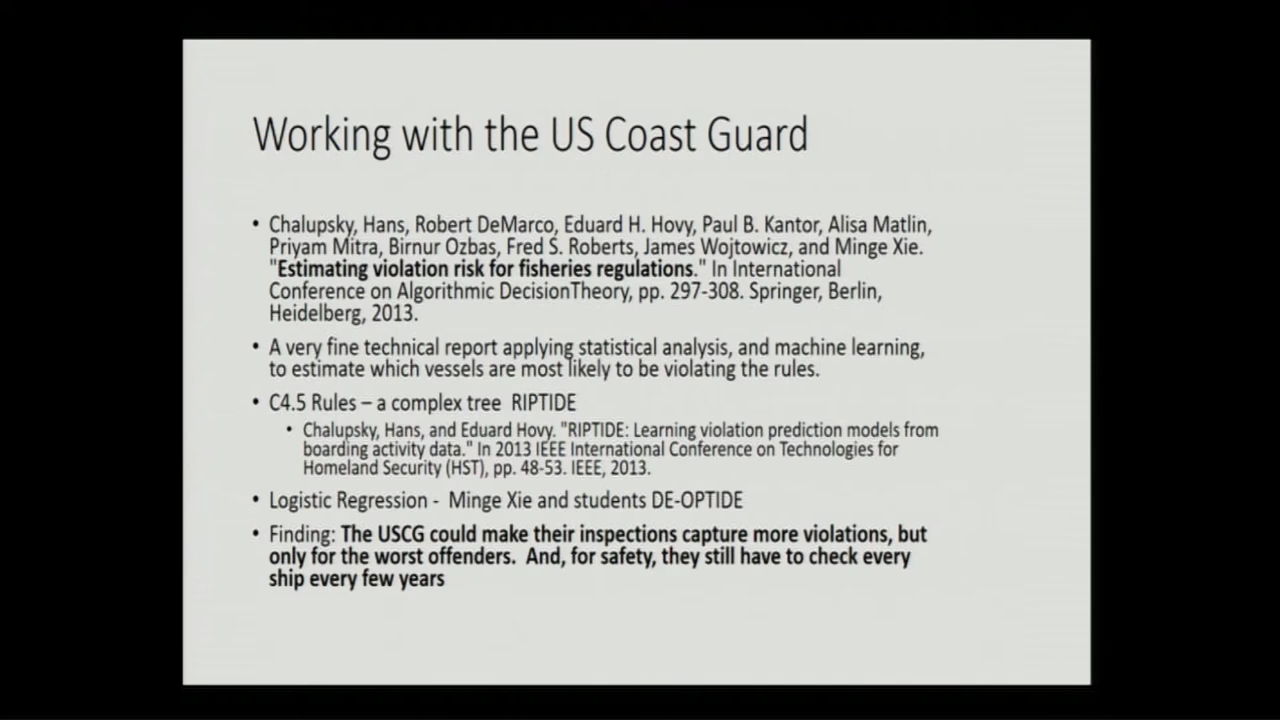 Working with the US Coast Guard
• Chalupsky, Hans, Robert DeMarco, Eduard H. Hovy, Paul B. Kantor, Alisa Matlin,
Priyam Mitra, Birnur Ozbas, Fred S. Roberts, James Wojtowicz, and Minge Xie.
"Estimating violation risk for fisheries regulations." In International
Conference on Algorithmic DecisionTheory, pp. 297-308. Springer, Berlin,
Heidelberg, 2013.
• A very fine technical report applying statistical analysis, and machine learning,
to estimate which vessels are most likely to be violating the rules.
• C4.5 Rules – a complex tree RIPTIDE
• Chalupsky, Hans, and Eduard Hovy. "RIPTIDE: Learning violation prediction models from
boarding activity data." In 2013 IEEE International Conference on Technologies for
Homeland Security (HST), pp. 48-53. IEEE, 2013.
• Logistic Regression - Minge Xie and students DE-OPTIDE
• Finding: The USCG could make their inspections capture more violations, but
only for the worst offenders. And, for safety, they still have to check every
ship every few years